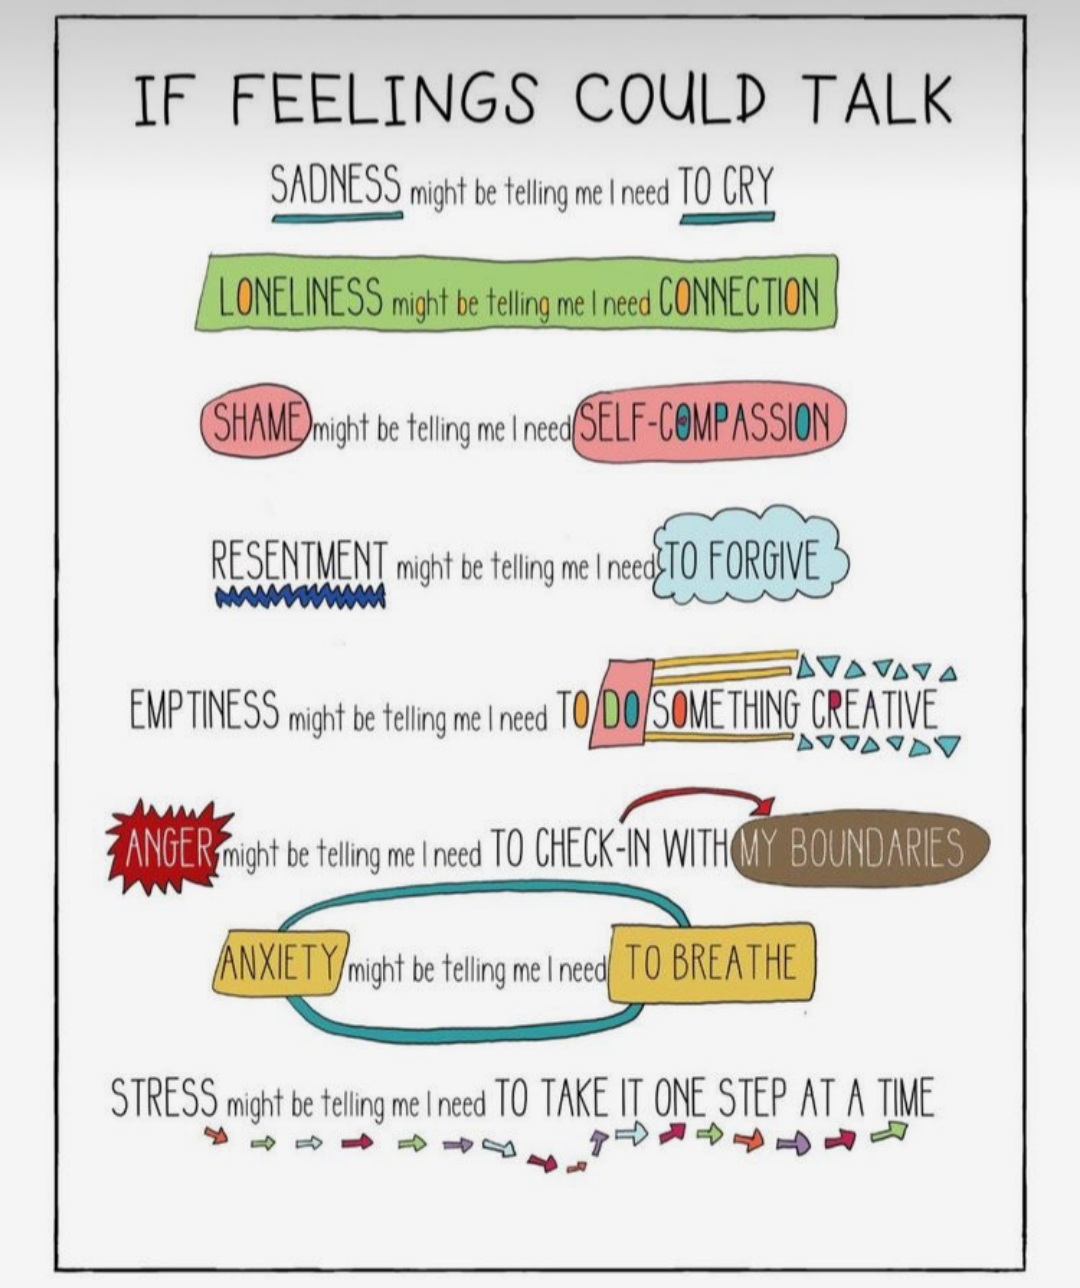 IF FEELINGS COULD TALK
SADNESS might be telling me I need TO CRY
LONELINESS might be telling me I need CONNECTION
SHAME might be telling me I need SELF-COMPASSION
RESENTMENT might be telling me I need TO FORGIVE
EMPTINESS might be telling me I need TO DO SOMETHING CREATIVE
ANGER might be telling me I need TO CHECK-IN WITH MY BOUNDARIES
ANXIETY might be telling me I need TO BREATHE
STRESS might be telling me I need TO TAKE IT ONE STEP AT A TIME